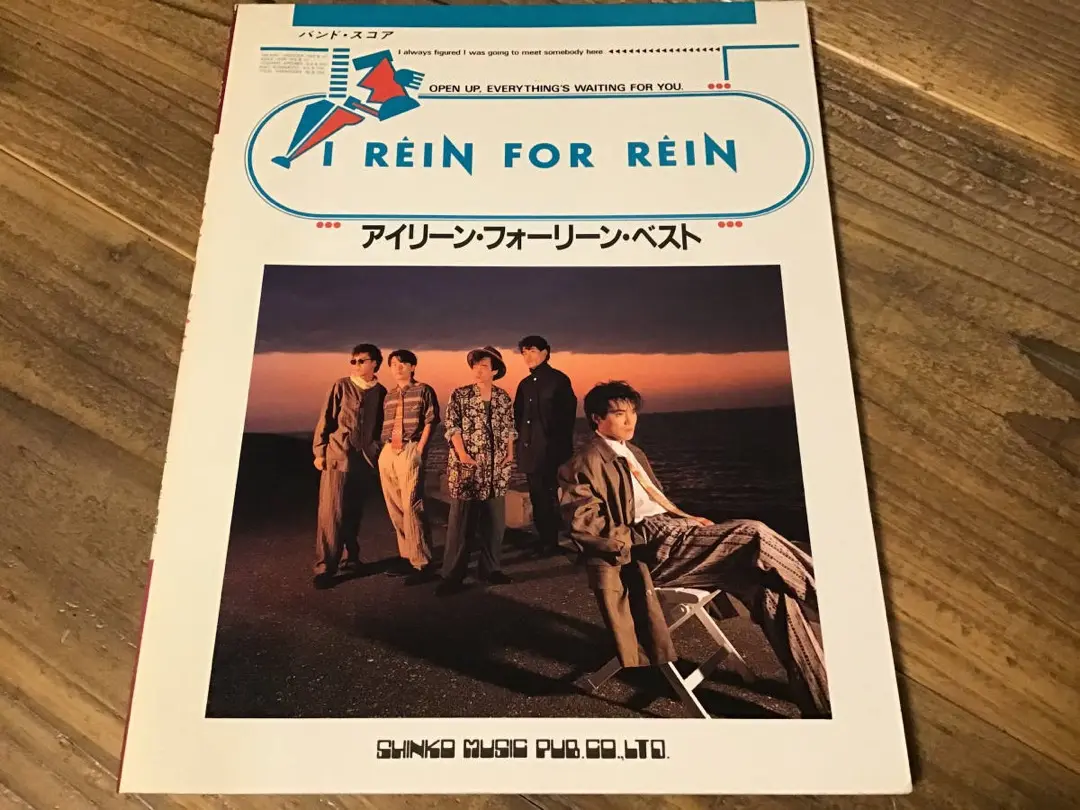 バンド・スコア
I always figured I was going to meet somebody here
OPEN UP, EVERYTHING'S WAITING FOR YOU.
I RÊIN FOR RÊIN
アイリーン・フォーリーン・ベスト
SHINKO MUSIC PUB.CO.,LTD.